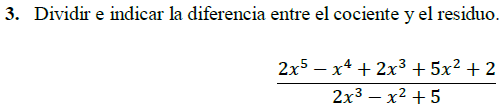 3. Dividir e indicar la diferencia entre el cociente y el residuo.
2x⁵ − x⁴ + 2x³ + 5x² + 2
2x³ − x² + 5